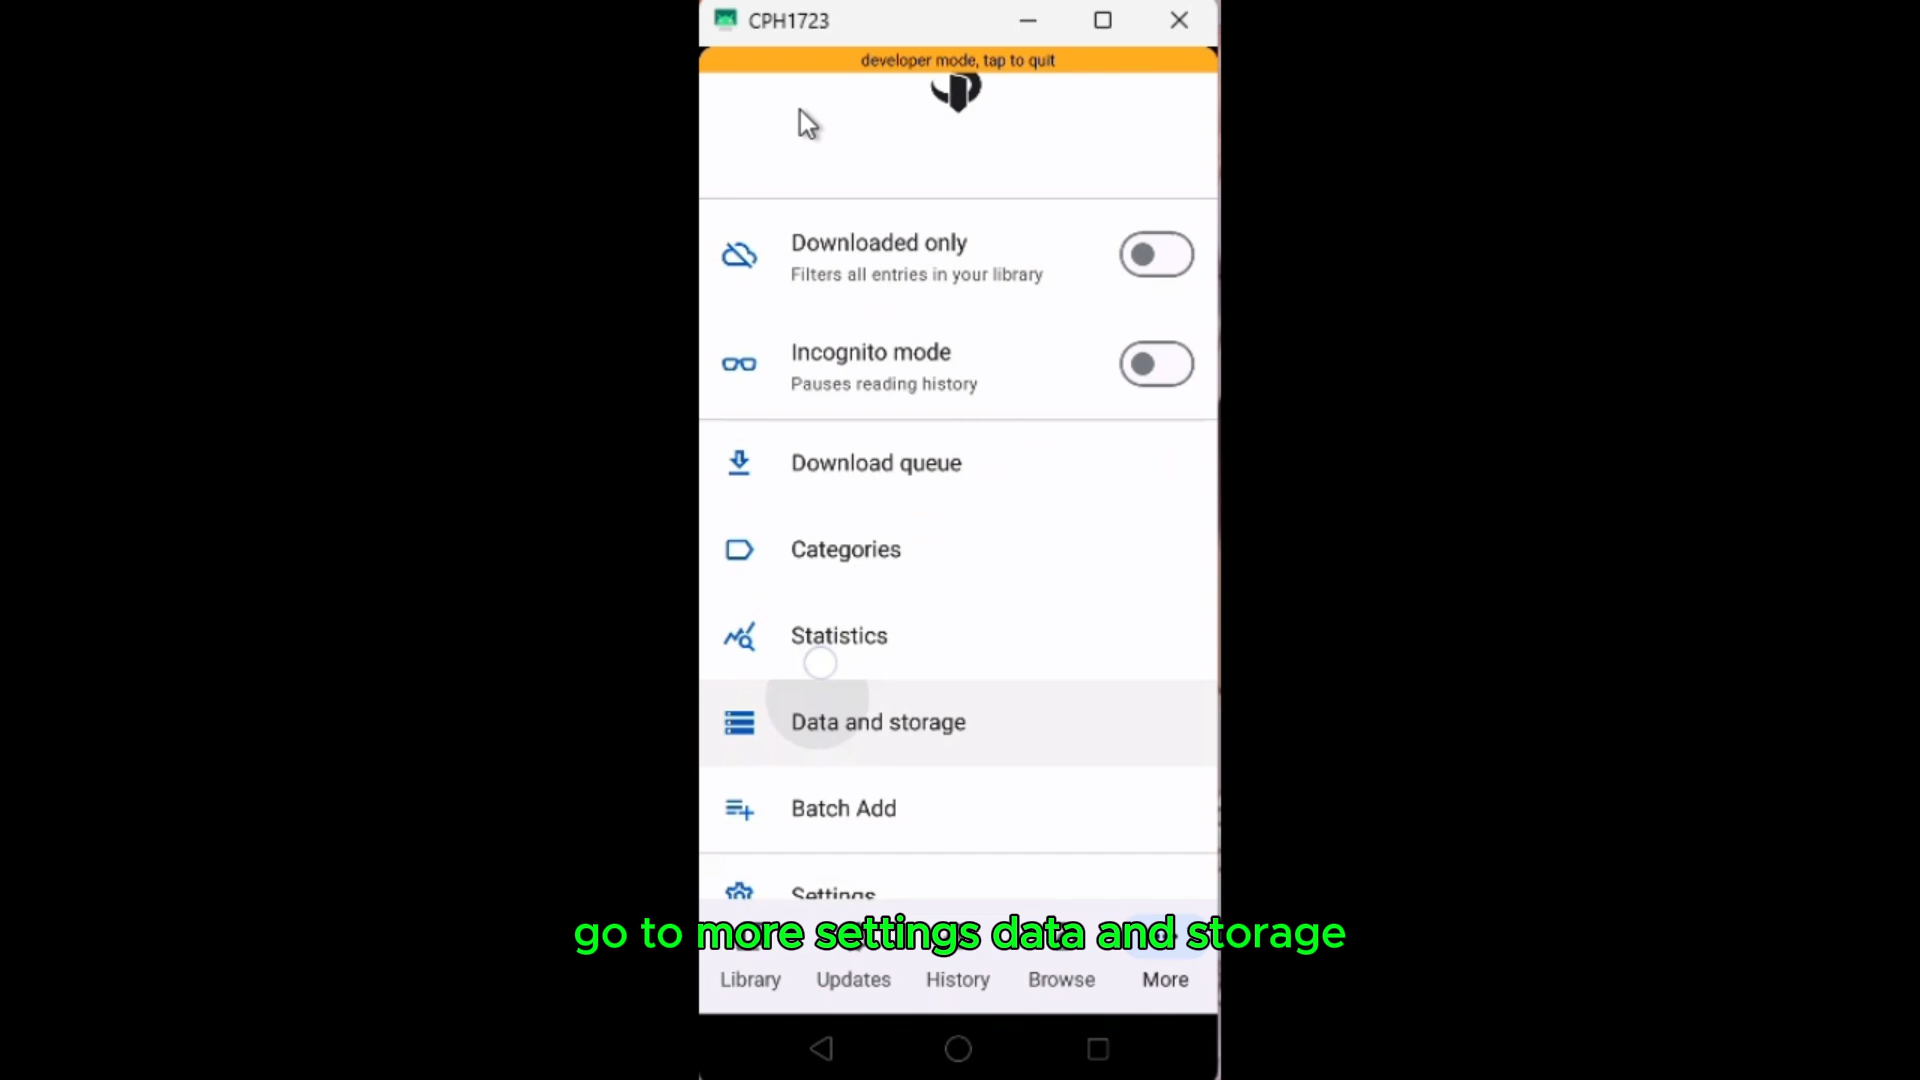 CPH1723
developer mode, tap to quit
Downloaded only
Filters all entries in your library
Incognito mode
Pauses reading history
Download queue
Categories
Statistics
Data and storage
Batch Add
Settings
go to more settings data and storage
Library Updates History Browse More